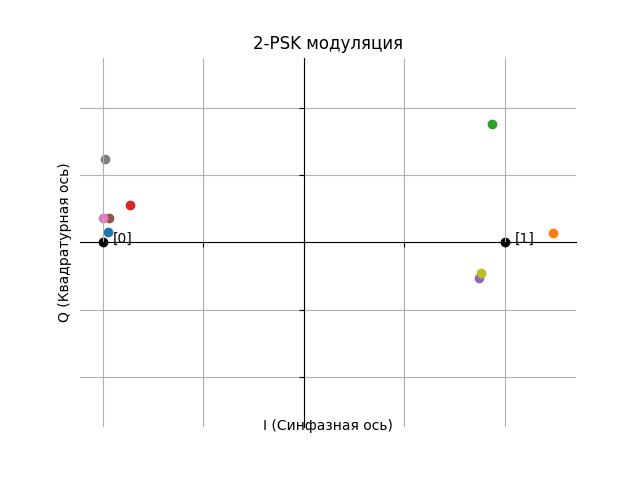 2-PSK модуляция
Q (Квадратурная ось)
[0]
[1]
I (Синфазная ось)